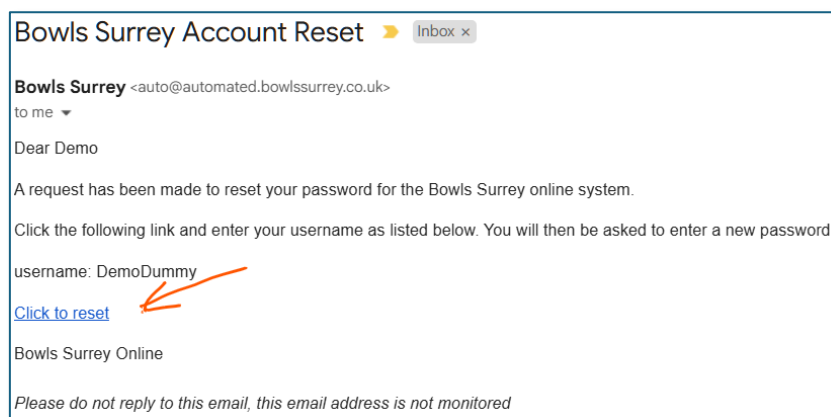 Bowls Surrey Account Reset Inbox ×
Bowls Surrey <auto@automated.bowlssurrey.co.uk>
to me
Dear Demo
A request has been made to reset your password for the Bowls Surrey online system.
Click the following link and enter your username as listed below. You will then be asked to enter a new password
username: DemoDummy
Click to reset
Bowls Surrey Online
Please do not reply to this email, this email address is not monitored